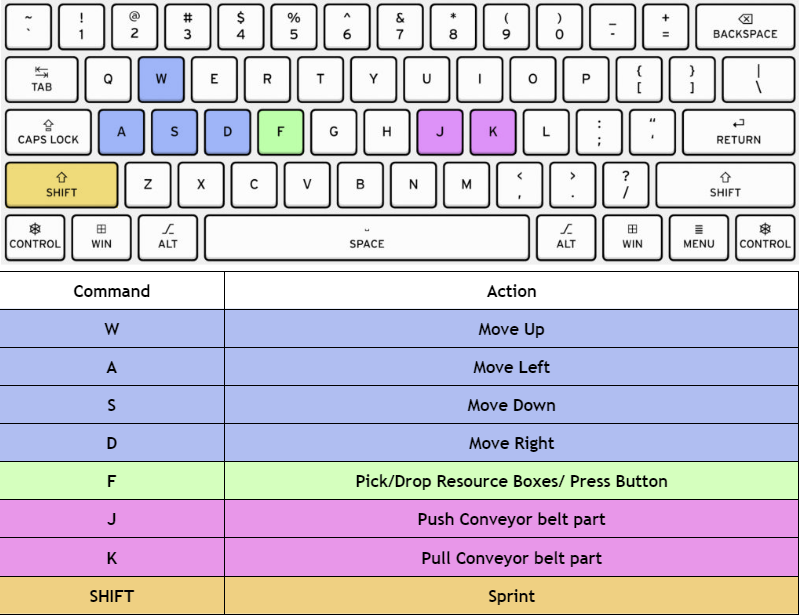 ~ ! @ # $ % ^ & * ( ) _ +
` 1 2 3 4 5 6 7 8 9 0 - = BACKSPACE
TAB Q W E R T Y U I O P { [ } ] | \
CAPS LOCK A S D F G H J K L : ; “ ‘ RETURN
SHIFT Z X C V B N M < , > . ? / SHIFT
CONTROL WIN ALT SPACE ALT WIN MENU CONTROL
Command Action
W Move Up
A Move Left
S Move Down
D Move Right
F Pick/Drop Resource Boxes/ Press Button
J Push Conveyor belt part
K Pull Conveyor belt part
SHIFT Sprint